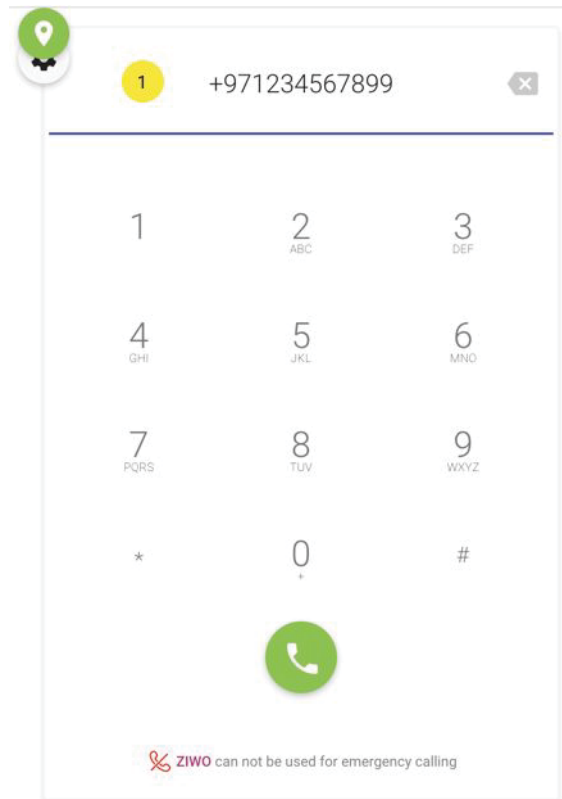 1 +971234567899
1 2 3
ABC DEF
4 5 6
GHI JKL MNO
7 8 9
PQRS TUV WXYZ
* 0 #
+
ZIWO can not be used for emergency calling